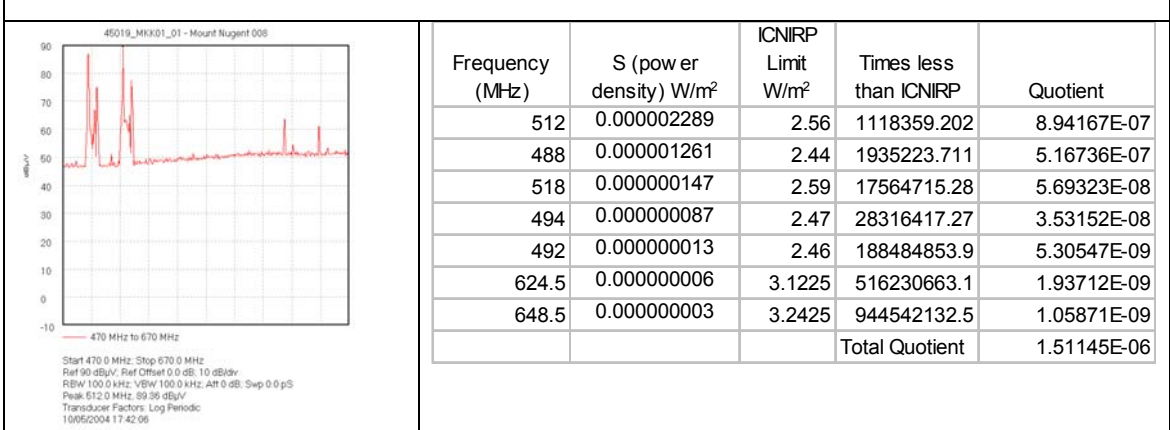 45019_MKK01_01 - Mount Nugent 008
90
80
70
60
50
40
30
20
10
0
-10
dBµV
470 MHz to 670 MHz
Start 470.0 MHz; Stop 670.0 MHz
Ref 90 dBµV; Ref Offset 0.0 dB; 10 dB/div
RBW 100.0 kHz; VBW 100.0 kHz; Att 0 dB; Swp 0.0 pS
Peak 512.0 MHz, 89.36 dBµV
Transducer Factors: Log Periodic
10/05/2004 17:42:06
Frequency (MHz) S (power density) W/m² ICNIRP Limit W/m² Times less than ICNIRP Quotient
512 0.000002289 2.56 1118359.202 8.94167E-07
488 0.000001261 2.44 1935223.711 5.16736E-07
518 0.000000147 2.59 17564715.28 5.69323E-08
494 0.000000087 2.47 28316417.27 3.53152E-08
492 0.000000013 2.46 188484853.9 5.30547E-09
624.5 0.000000006 3.1225 516230663.1 1.93712E-09
648.5 0.000000003 3.2425 944542132.5 1.05871E-09
Total Quotient 1.51145E-06